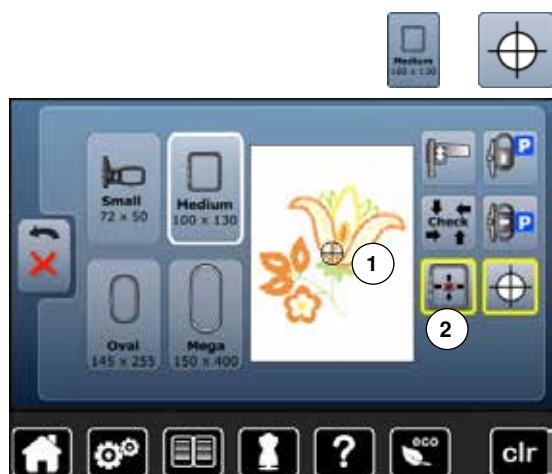 Medium
100 x 130
Small
72 x 50
Medium
100 x 130
P
Check
P
1
2
Oval
145 x 255
Mega
150 x 400
?
eco
clr